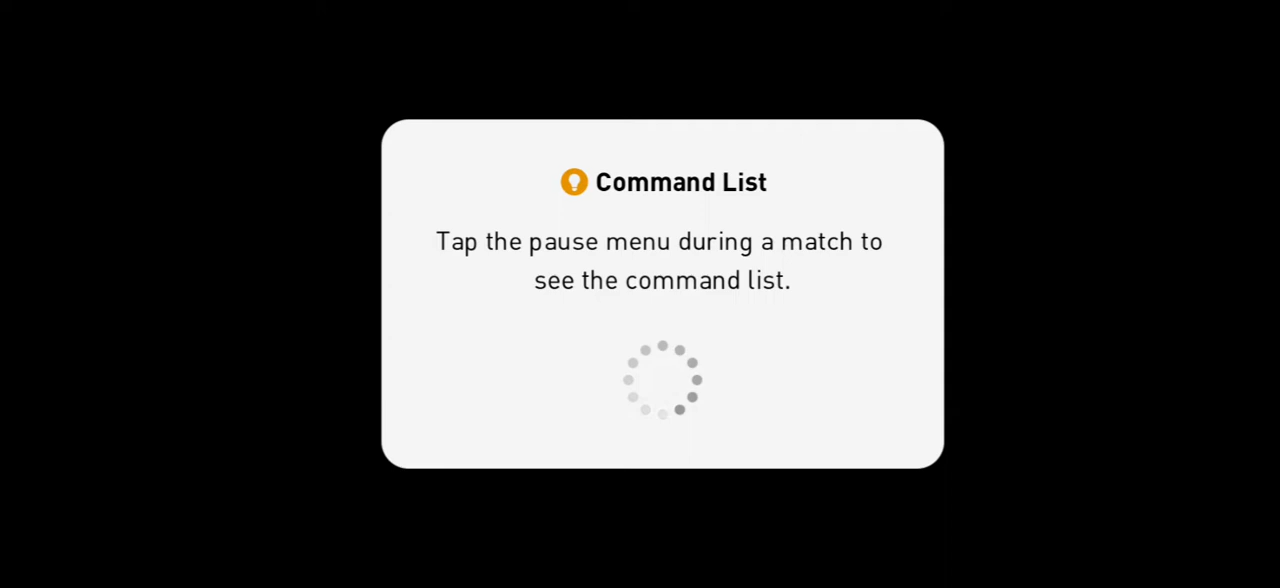 Command List
Tap the pause menu during a match to
see the command list.